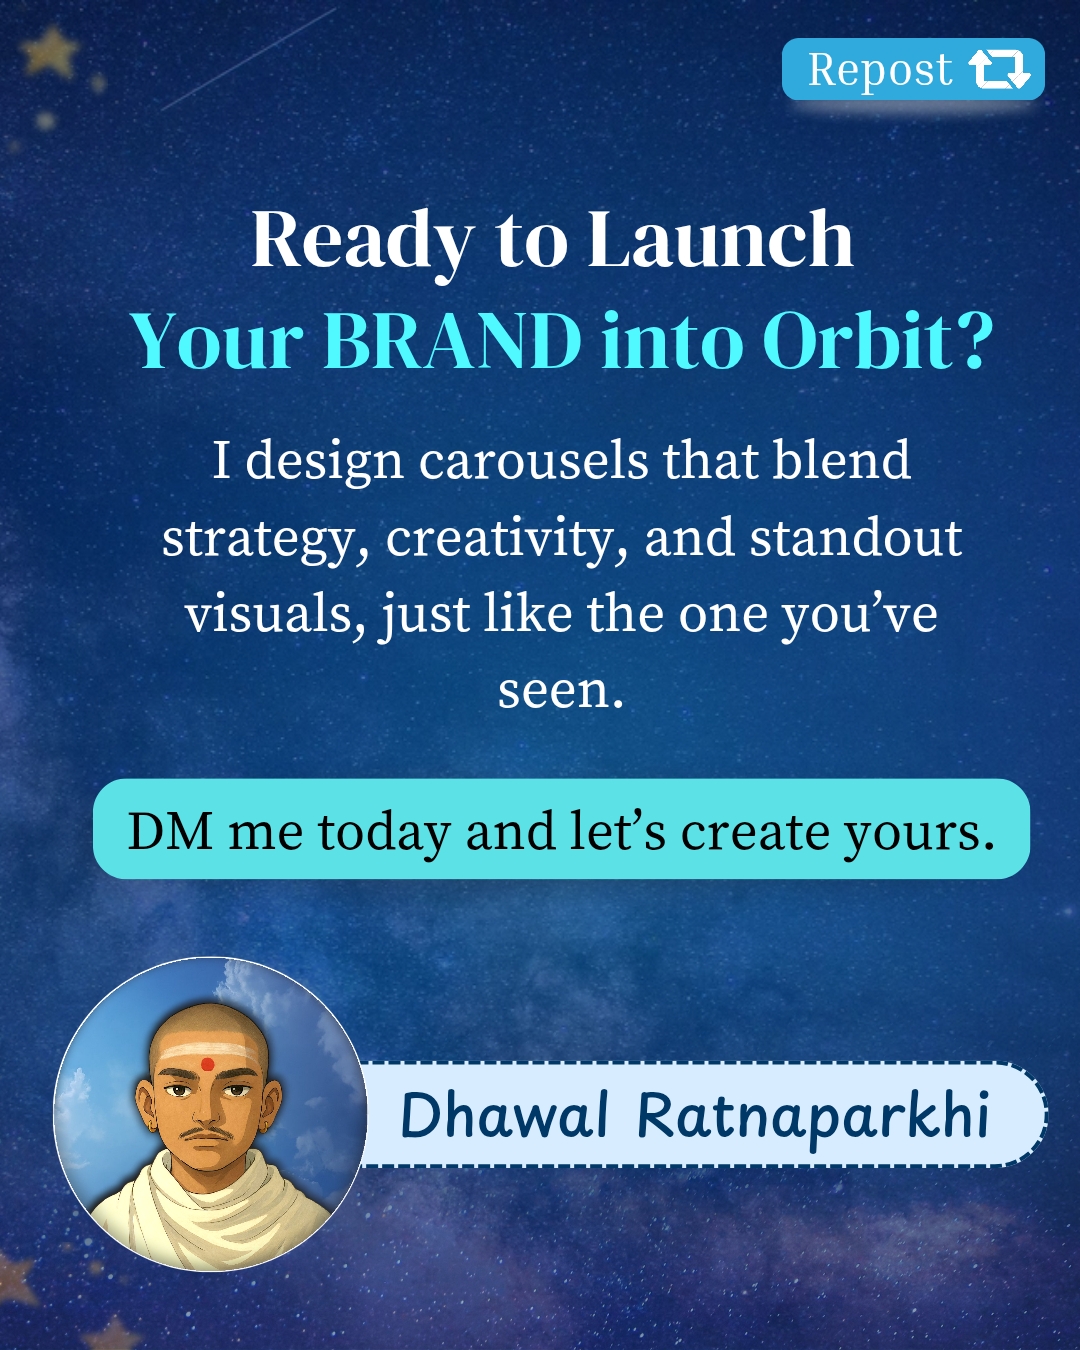 Repost
Ready to Launch
Your BRAND into Orbit?
I design carousels that blend
strategy, creativity, and standout
visuals, just like the one you’ve
seen.
DM me today and let’s create yours.
Dhawal Ratnaparkhi